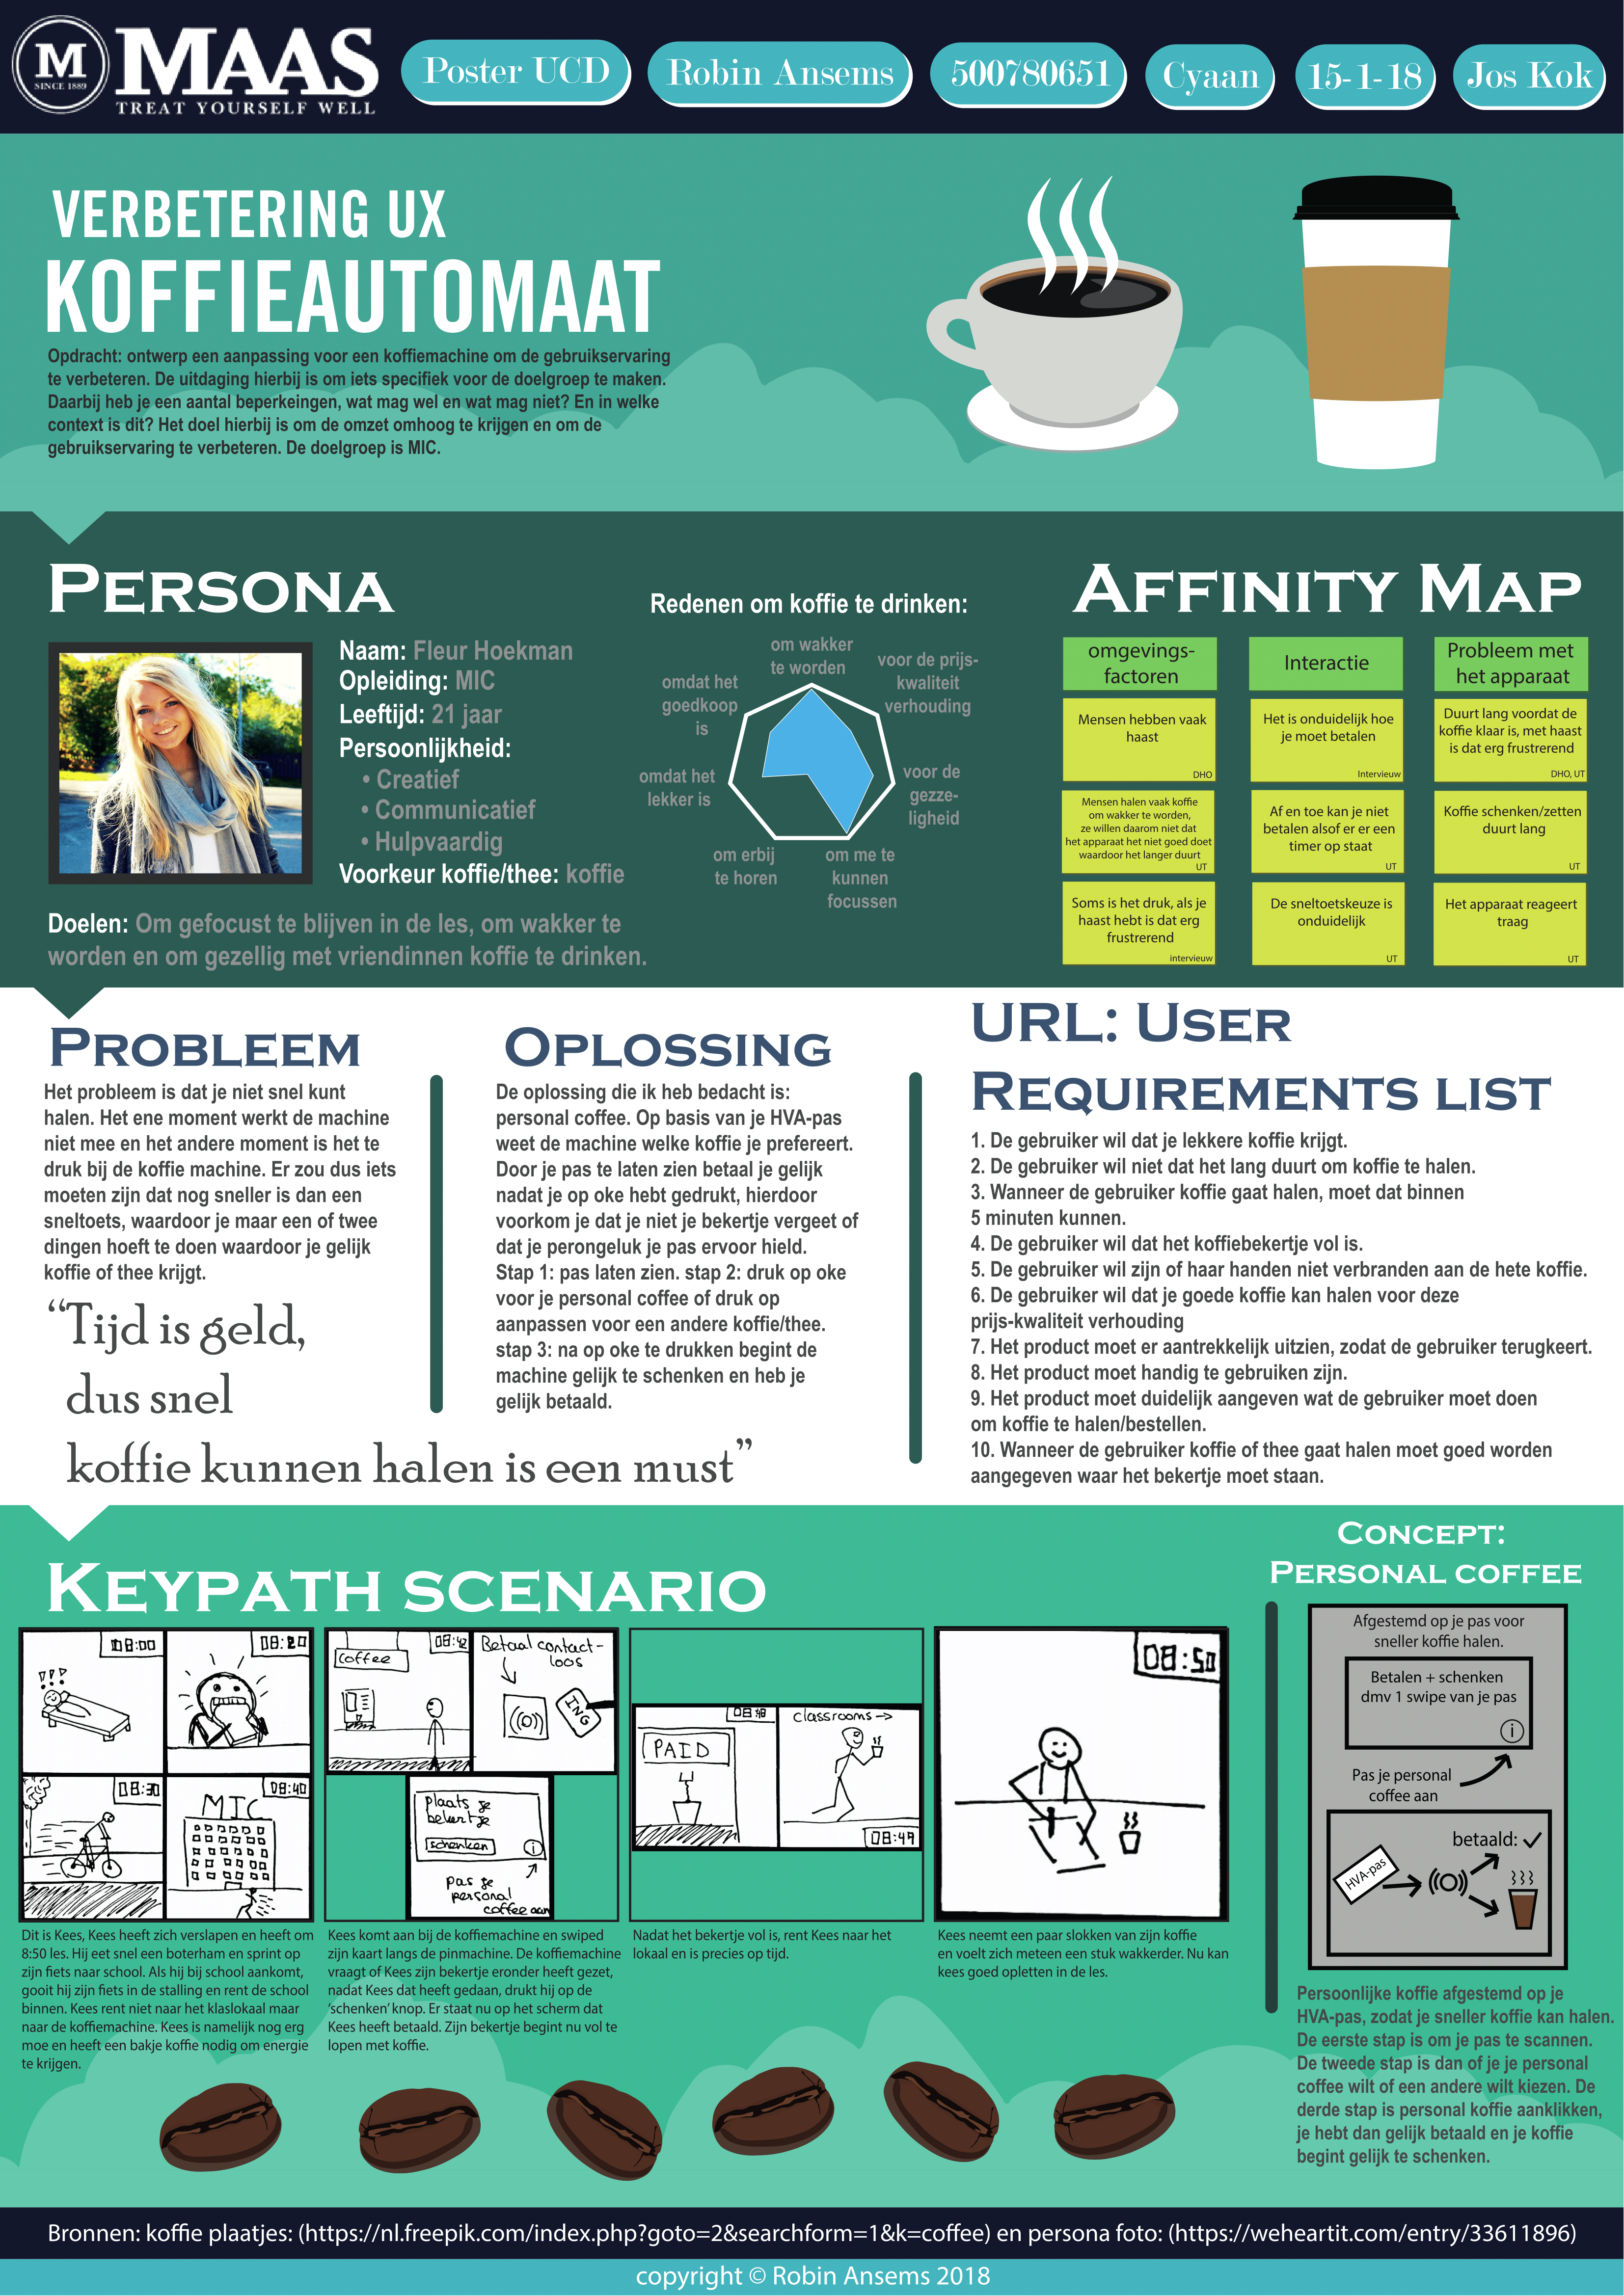 M
SINCE 1889
MAAS
TREAT YOURSELF WELL
Poster UCD
Robin Ansems
500780651
Cyaan
15-1-18
Jos Kok
VERBETERING UX
KOFFIEAUTOMAAT
Opdracht: ontwerp een aanpassing voor een koffiemachine om de gebruikservaring
te verbeteren. De uitdaging hierbij is om iets specifiek voor de doelgroep te maken.
Daarbij heb je een aantal beperkeingen, wat mag wel en wat mag niet? En in welke
context is dit? Het doel hierbij is om de omzet omhoog te krijgen en om de
gebruikservaring te verbeteren. De doelgroep is MIC.
PERSONA
Naam: Fleur Hoekman
Opleiding: MIC
Leeftijd: 21 jaar
Persoonlijkheid:
• Creatief
• Communicatief
• Hulpvaardig
Voorkeur koffie/thee: koffie
Doelen: Om gefocust te blijven in de les, om wakker te
worden en om gezellig met vriendinnen koffie te drinken.
Redenen om koffie te drinken:
om wakker
te worden
voor de prijs-
kwaliteit
verhouding
voor de
gezze-
ligheid
om me te
kunnen
focussen
om erbij
te horen
omdat het
lekker is
omdat het
goedkoop
is
AFFINITY MAP
omgevings-
factoren
Mensen hebben vaak
haast
DHO
Mensen halen vaak koffie
om wakker te worden,
ze willen daarom niet dat
het apparaat het niet goed doet
waardoor het langer duurt
UT
Soms is het druk, als je
haast hebt is dat erg
frustrerend
intervieuw
Interactie
Het is onduidelijk hoe
je moet betalen
Intervieuw
Af en toe kan je niet
betalen alsof er er een
timer op staat
UT
De sneltoetskeuze is
onduidelijk
UT
Probleem met
het apparaat
Duurt lang voordat de
koffie klaar is, met haast
is dat erg frustrerend
DHO, UT
Koffie schenken/zetten
duurt lang
UT
Het apparaat reageert
traag
UT
PROBLEEM
Het probleem is dat je niet snel kunt
halen. Het ene moment werkt de machine
niet mee en het andere moment is het te
druk bij de koffie machine. Er zou dus iets
moeten zijn dat nog sneller is dan een
sneltoets, waardoor je maar een of twee
dingen hoeft te doen waardoor je gelijk
koffie of thee krijgt.
“Tijd is geld,
dus snel
koffie kunnen halen is een must”
OPLOSSING
De oplossing die ik heb bedacht is:
personal coffee. Op basis van je HVA-pas
weet de machine welke koffie je prefereert.
Door je pas te laten zien betaal je gelijk
nadat je op oke hebt gedrukt, hierdoor
voorkom je dat je niet je bekertje vergeet of
dat je perongeluk je pas ervoor hield.
Stap 1: pas laten zien. stap 2: druk op oke
voor je personal coffee of druk op
aanpassen voor een andere koffie/thee.
stap 3: na op oke te drukken begint de
machine gelijk te schenken en heb je
gelijk betaald.
URL: USER
REQUIREMENTS LIST
1. De gebruiker wil dat je lekkere koffie krijgt.
2. De gebruiker wil niet dat het lang duurt om koffie te halen.
3. Wanneer de gebruiker koffie gaat halen, moet dat binnen
5 minuten kunnen.
4. De gebruiker wil dat het koffiebekertje vol is.
5. De gebruiker wil zijn of haar handen niet verbranden aan de hete koffie.
6. De gebruiker wil dat je goede koffie kan halen voor deze
prijs-kwaliteit verhouding
7. Het product moet er aantrekkelijk uitzien, zodat de gebruiker terugkeert.
8. Het product moet handig te gebruiken zijn.
9. Het product moet duidelijk aangeven wat de gebruiker moet doen
om koffie te halen/bestellen.
10. Wanneer de gebruiker koffie of thee gaat halen moet goed worden
aangegeven waar het bekertje moet staan.
KEYPATH SCENARIO
08:00
08:20
08:30
08:40
MIC
Dit is Kees, Kees heeft zich verslapen en heeft om
8:50 les. Hij eet snel een boterham en sprint op
zijn fiets naar school. Als hij bij school aankomt,
gooit hij zijn fiets in de stalling en rent de school
binnen. Kees rent niet naar het klaslokaal maar
naar de koffiemachine. Kees is namelijk nog erg
moe en heeft een bakje koffie nodig om energie
te krijgen.
Coffee
08:42
Betaal contact-
loos
ING
plaats je
bekertje
schenken
i
pas je
personal
coffee aan
Kees komt aan bij de koffiemachine en swiped
zijn kaart langs de pinmachine. De koffiemachine
vraagt of Kees zijn bekertje eronder heeft gezet,
nadat Kees dat heeft gedaan, drukt hij op de
‘schenken’ knop. Er staat nu op het scherm dat
Kees heeft betaald. Zijn bekertje begint nu vol te
lopen met koffie.
08:48
PAID
classrooms →
08:49
Nadat het bekertje vol is, rent Kees naar het
lokaal en is precies op tijd.
08:50
Kees neemt een paar slokken van zijn koffie
en voelt zich meteen een stuk wakkerder. Nu kan
kees goed opletten in de les.
CONCEPT:
PERSONAL COFFEE
Afgestemd op je pas voor
sneller koffie halen.
Betalen + schenken
dmv 1 swipe van je pas
i
Pas je personal
coffee aan
betaald: ✓
HVA-pas
Persoonlijke koffie afgestemd op je
HVA-pas, zodat je sneller koffie kan halen.
De eerste stap is om je pas te scannen.
De tweede stap is dan of je je personal
coffee wilt of een andere wilt kiezen. De
derde stap is personal koffie aanklikken,
je hebt dan gelijk betaald en je koffie
begint gelijk te schenken.
Bronnen: koffie plaatjes: (https://nl.freepik.com/index.php?goto=2&searchform=1&k=coffee) en persona foto: (https://weheartit.com/entry/33611896)
copyright © Robin Ansems 2018